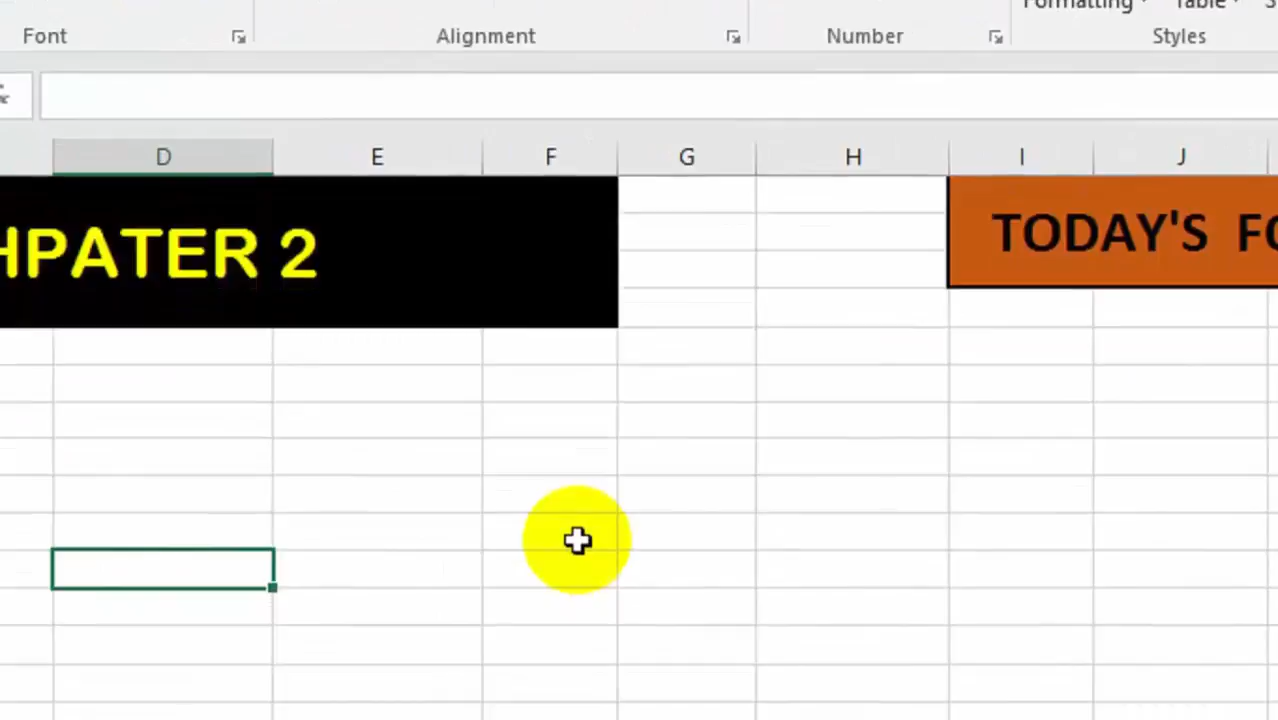 Formatting Table
Font Alignment Number Styles
D E F G H I J
HPATER 2
TODAY'S FO